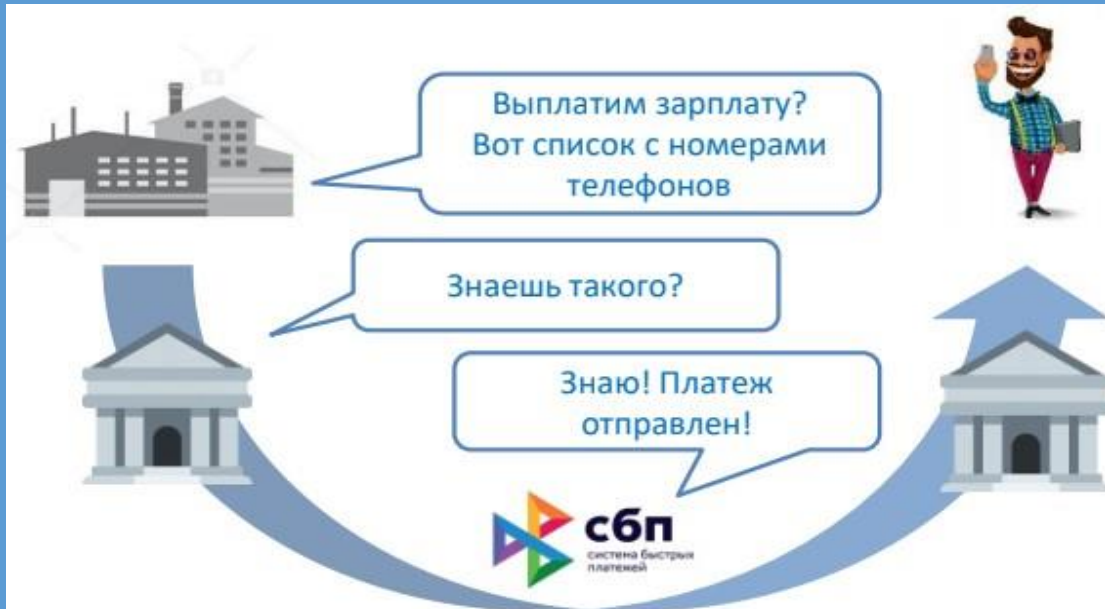 Выплатим зарплату?
Вот список с номерами
телефонов
Знаешь такого?
Знаю! Платеж
отправлен!
сбп
система быстрых
платежей